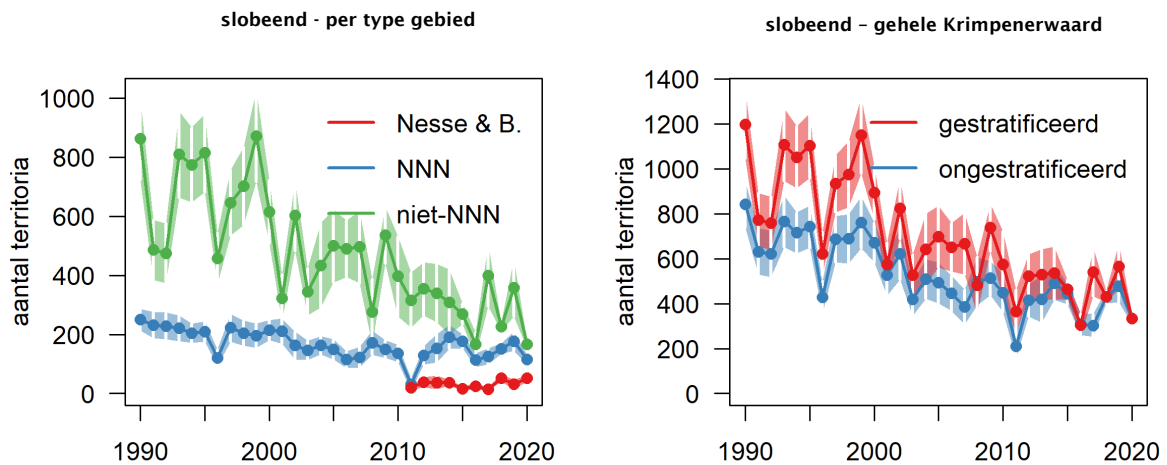 slobeend - per type gebied
aantal territoria
1000
800
600
400
200
0
1990
2000
2010
2020
Nesse & B.
NNN
niet-NNN
slobeend – gehele Krimpenerwaard
aantal territoria
1400
1200
1000
800
600
400
200
0
1990
2000
2010
2020
gestratificeerd
ongestratificeerd